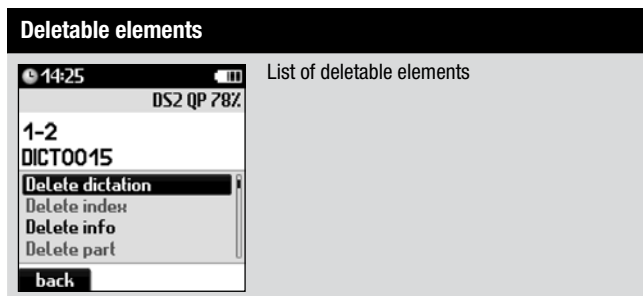 Deletable elements
14:25
DS2 QP 78%
1-2
DICT0015
Delete dictation
Delete index
Delete info
Delete part
back
List of deletable elements